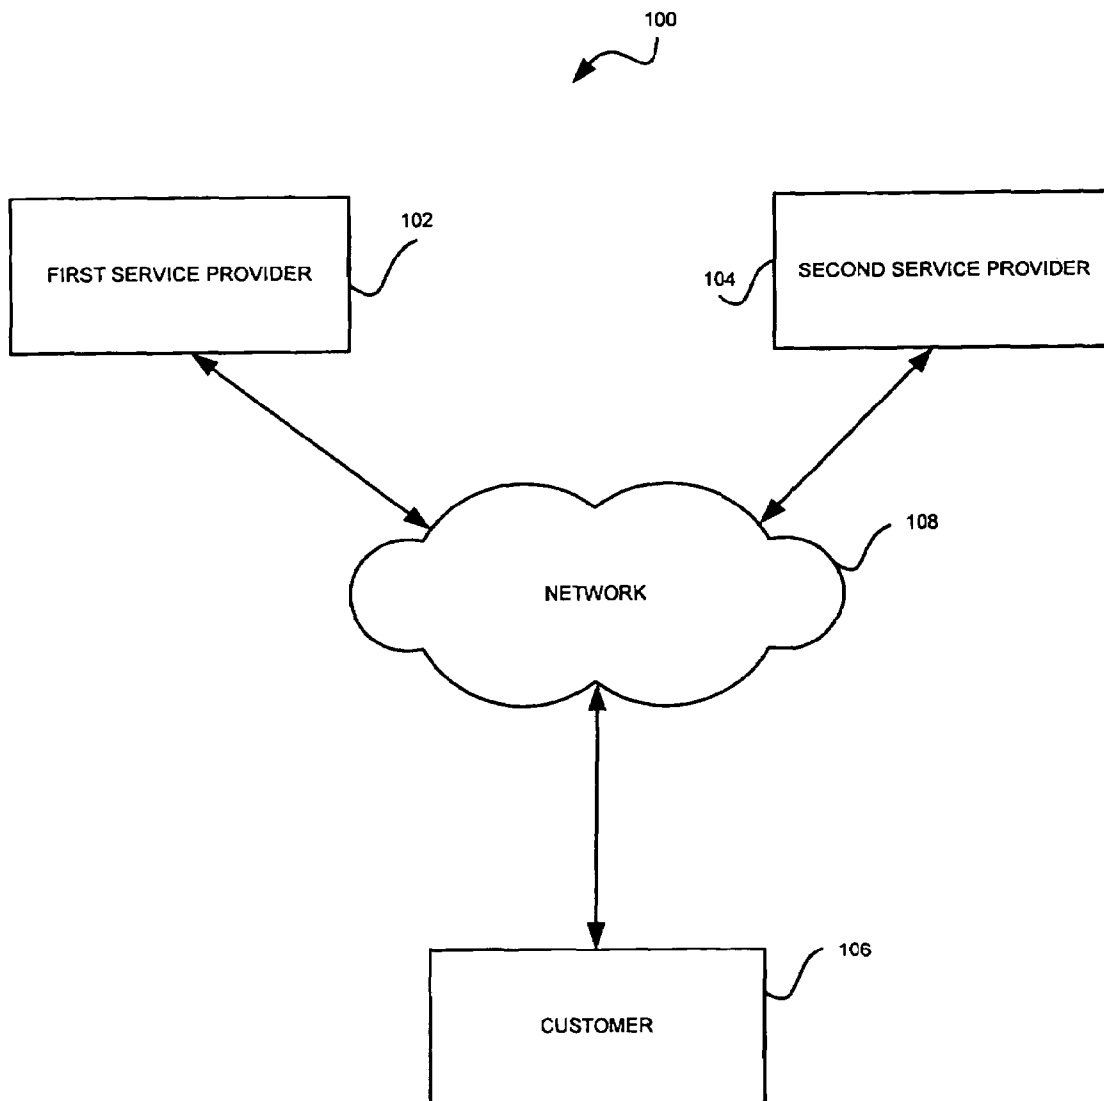 100
102
FIRST SERVICE PROVIDER
104
SECOND SERVICE PROVIDER
108
NETWORK
106
CUSTOMER